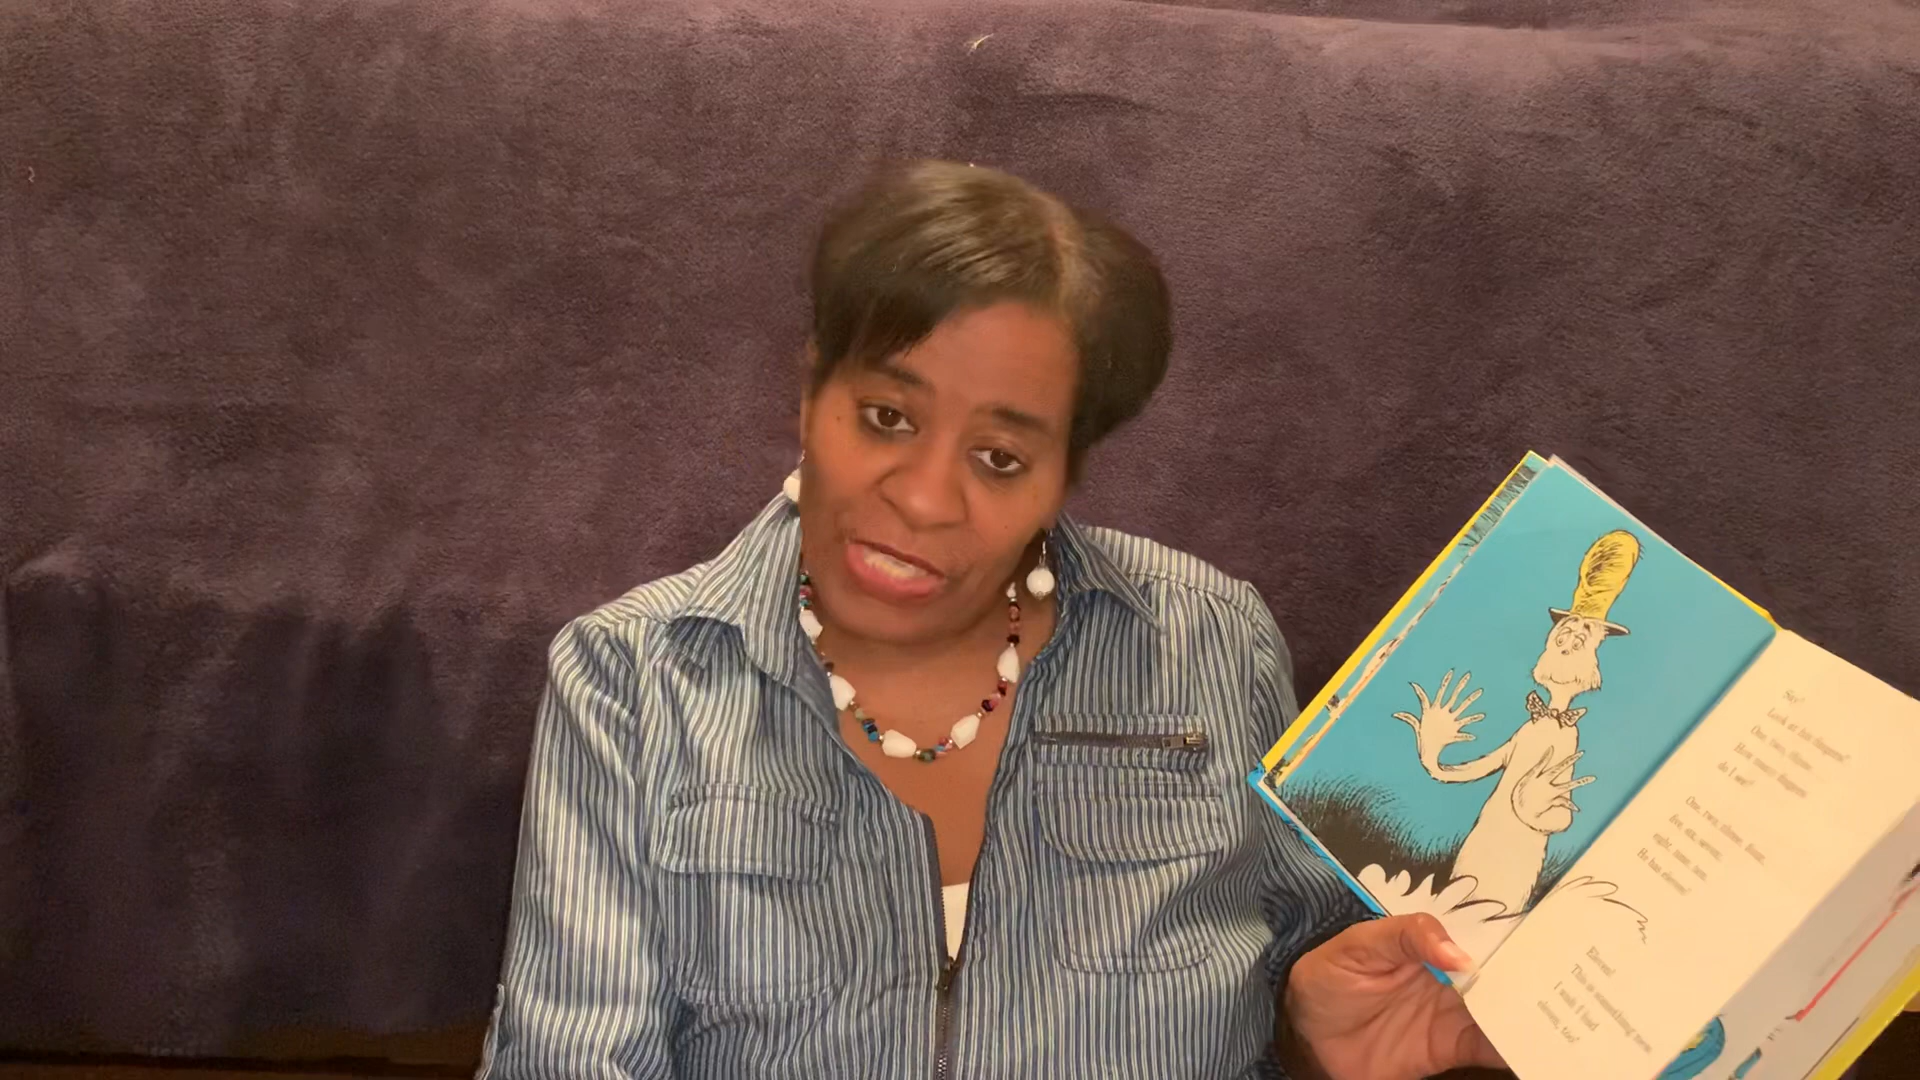 Say!
Look at his fingers!
One, two, three...
How many fingers
do I see?
One, two, three, four,
five, six, seven,
eight, nine, ten.
He has eleven!
Eleven!
This is something new.
I wish I had
eleven, too!